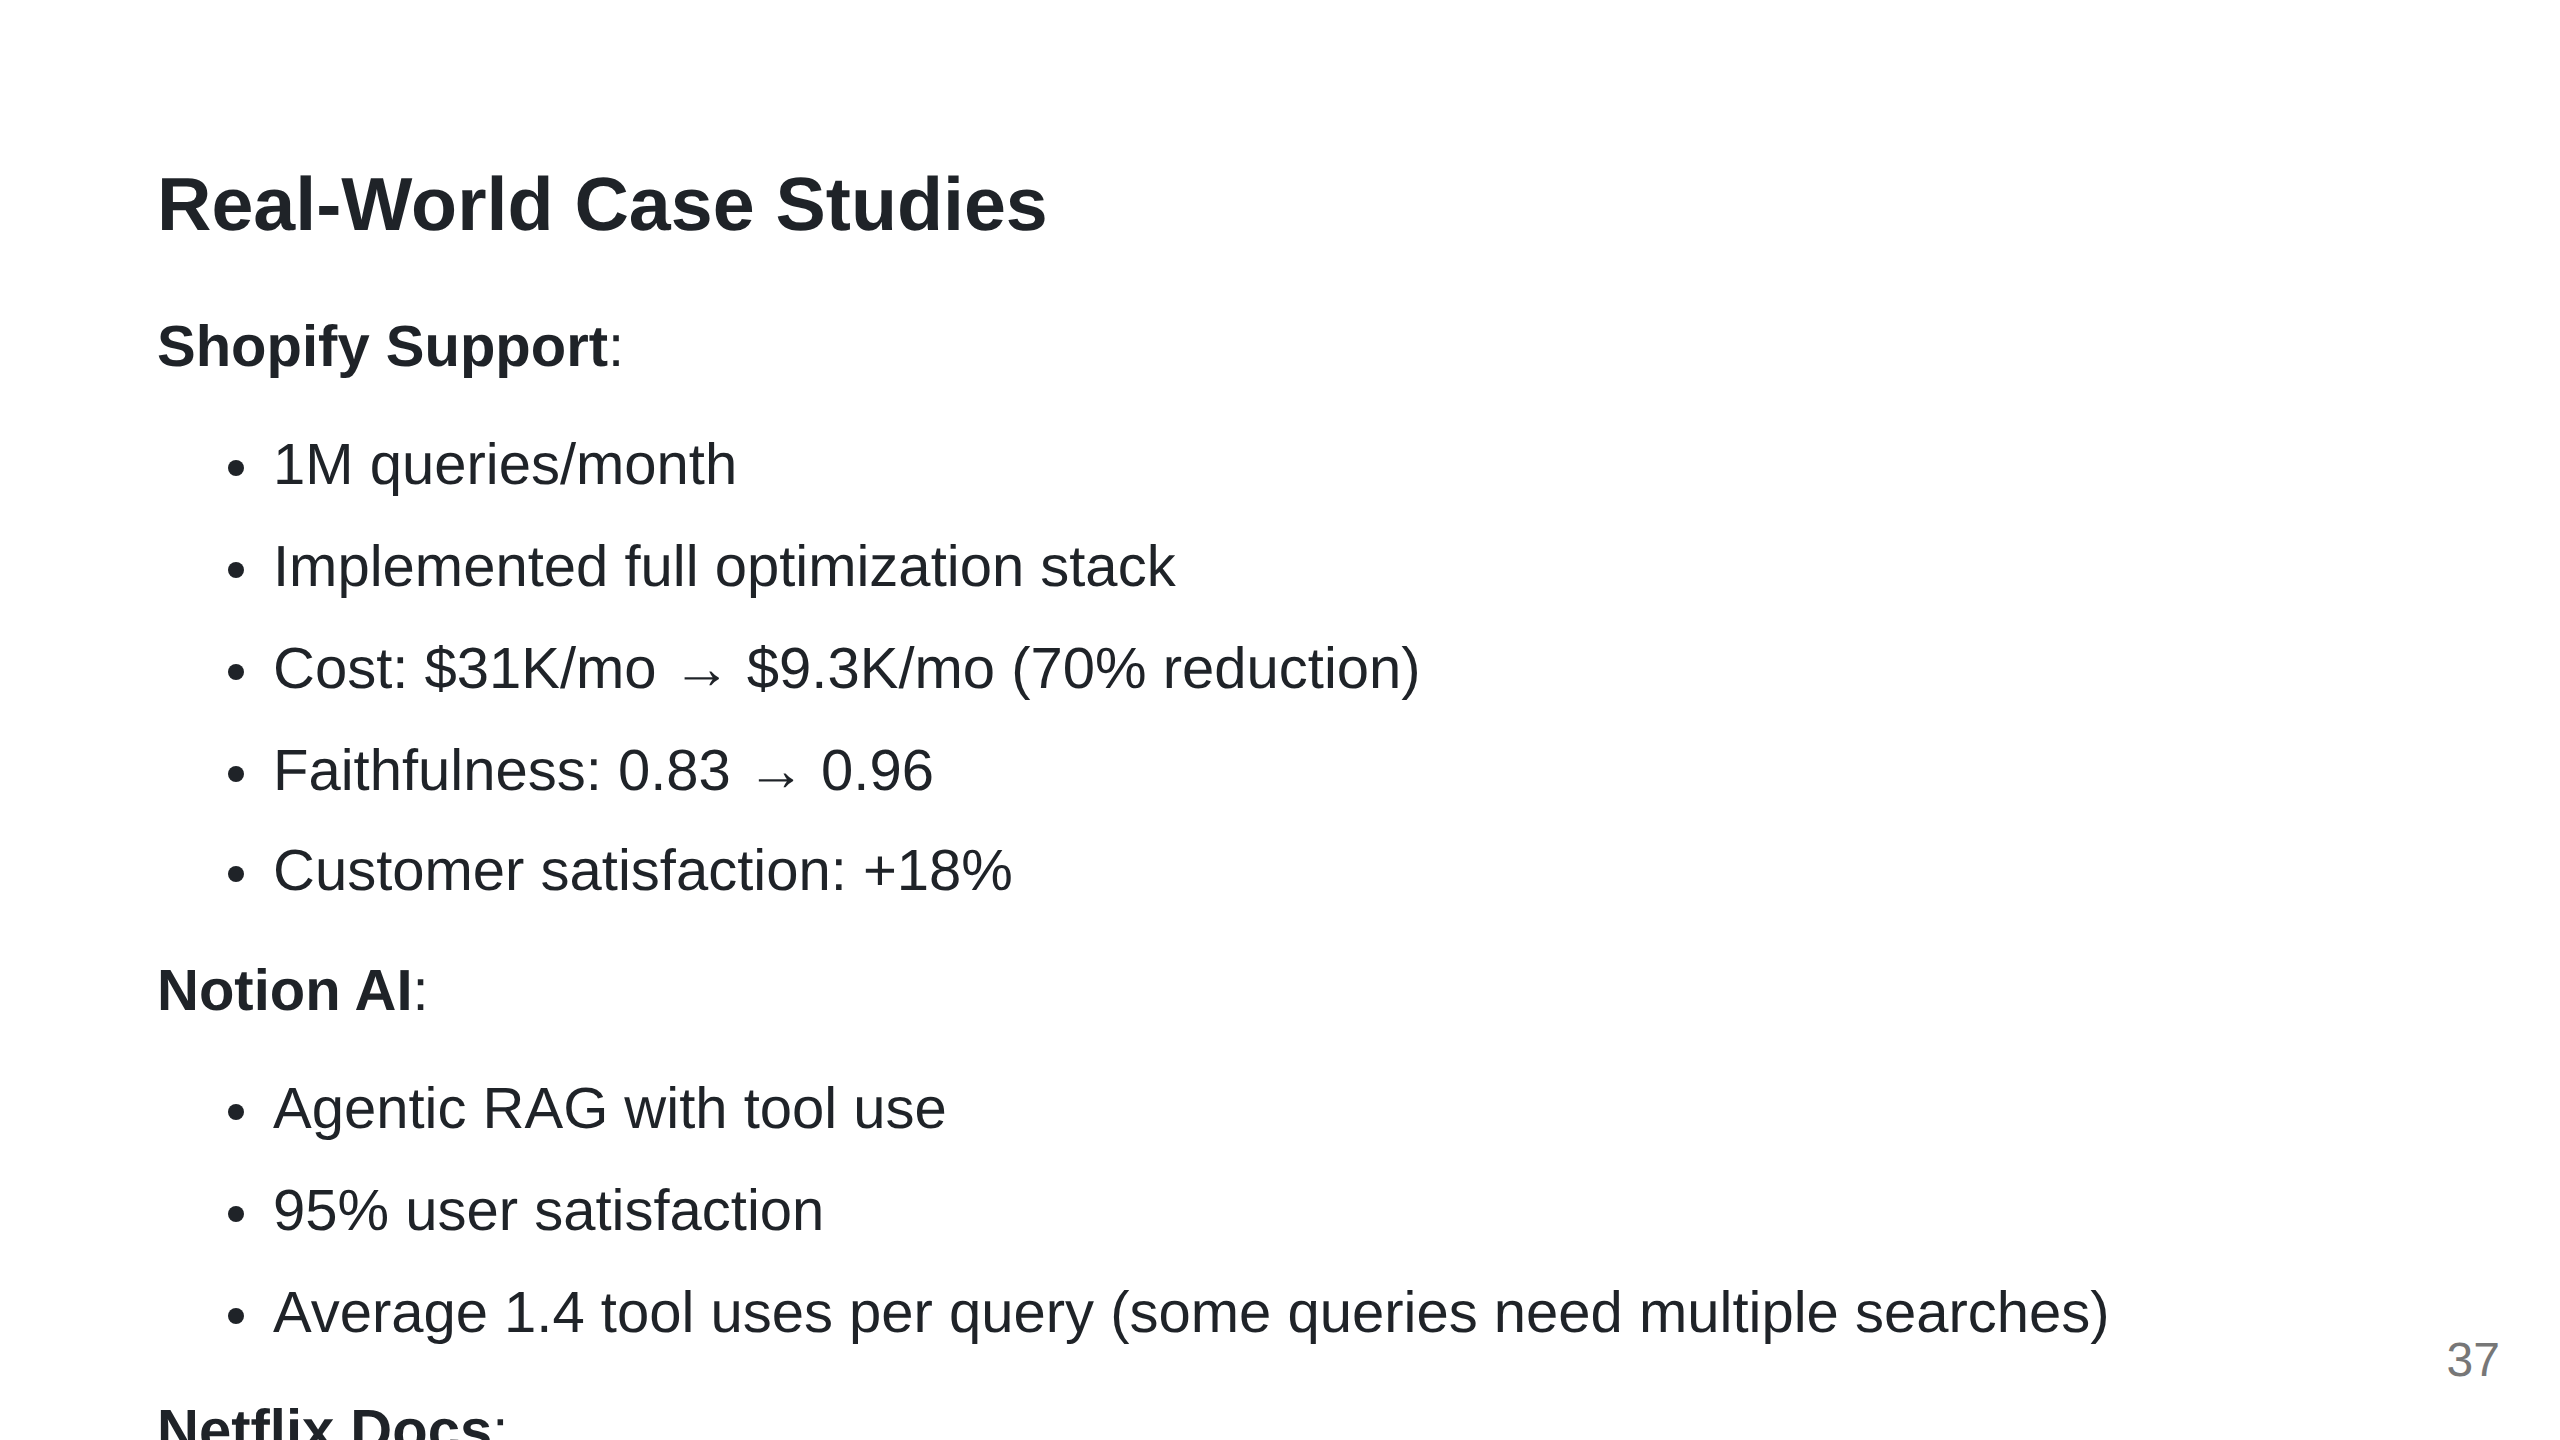 Real-World Case Studies
Shopify Support:
• 1M queries/month
• Implemented full optimization stack
• Cost: $31K/mo → $9.3K/mo (70% reduction)
• Faithfulness: 0.83 → 0.96
• Customer satisfaction: +18%
Notion AI:
• Agentic RAG with tool use
• 95% user satisfaction
• Average 1.4 tool uses per query (some queries need multiple searches)
37
Netflix Docs: